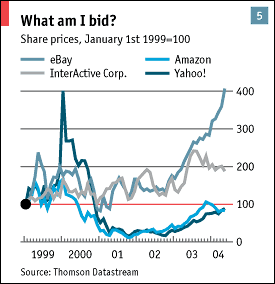 What am I bid?
5
Share prices, January 1st 1999=100
eBay
Amazon
InterActive Corp.
Yahoo!
400
300
200
100
0
1999 2000 01 02 03 04
Source: Thomson Datastream